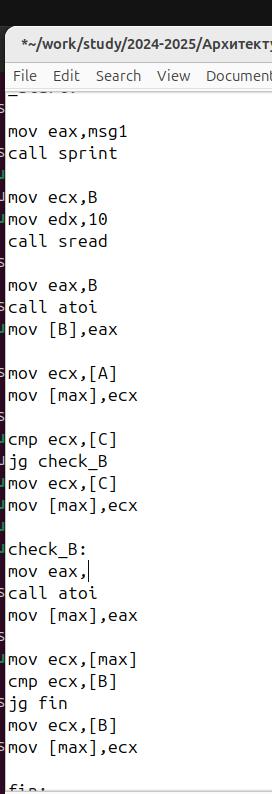 *~/work/study/2024-2025/Архитекту
File Edit Search View Document
_start:
mov eax,msg1
call sprint
mov ecx,B
mov edx,10
call sread
mov eax,B
call atoi
mov [B],eax
mov ecx,[A]
mov [max],ecx
cmp ecx,[C]
jg check_B
mov ecx,[C]
mov [max],ecx
check_B:
mov eax,
call atoi
mov [max],eax
mov ecx,[max]
cmp ecx,[B]
jg fin
mov ecx,[B]
mov [max],ecx
fin: